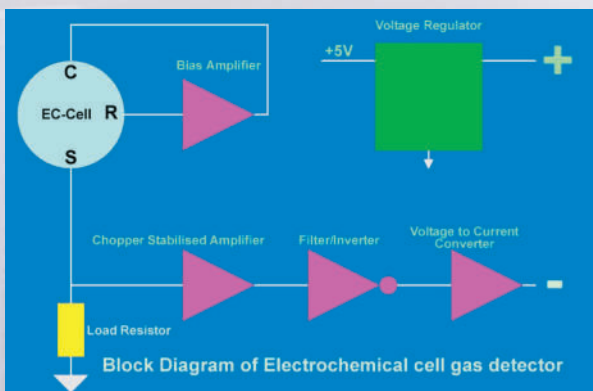 Voltage Regulator
+5V
+
C
Bias Amplifier
EC-Cell
R
S
Chopper Stabilised Amplifier
Filter/Inverter
Voltage to Current
Converter
-
Load Resistor
Block Diagram of Electrochemical cell gas detector